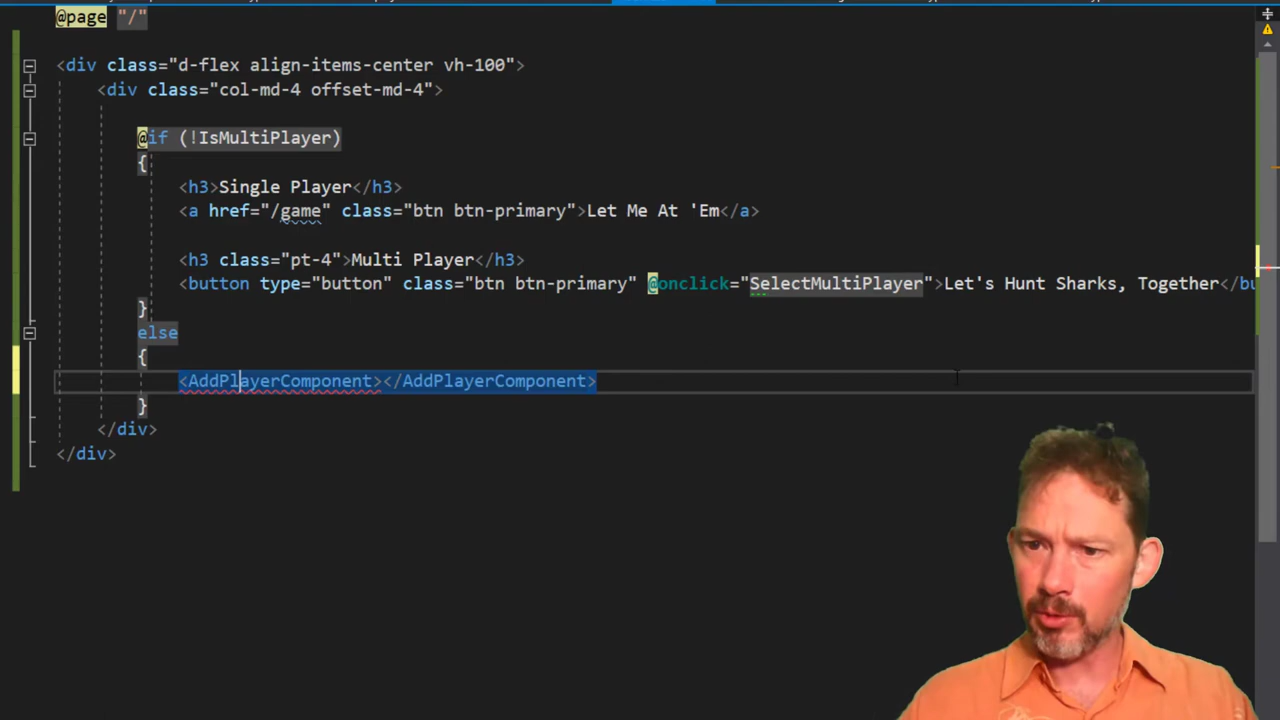 @page "/"
<div class="d-flex align-items-center vh-100">
<div class="col-md-4 offset-md-4">
@if (!IsMultiPlayer)
{
<h3>Single Player</h3>
<a href="/game" class="btn btn-primary">Let Me At 'Em</a>
<h3 class="pt-4">Multi Player</h3>
<button type="button" class="btn btn-primary" @onclick="SelectMultiPlayer">Let's Hunt Sharks, Together</bu
}
else
{
<AddPlayerComponent></AddPlayerComponent>
}
</div>
</div>